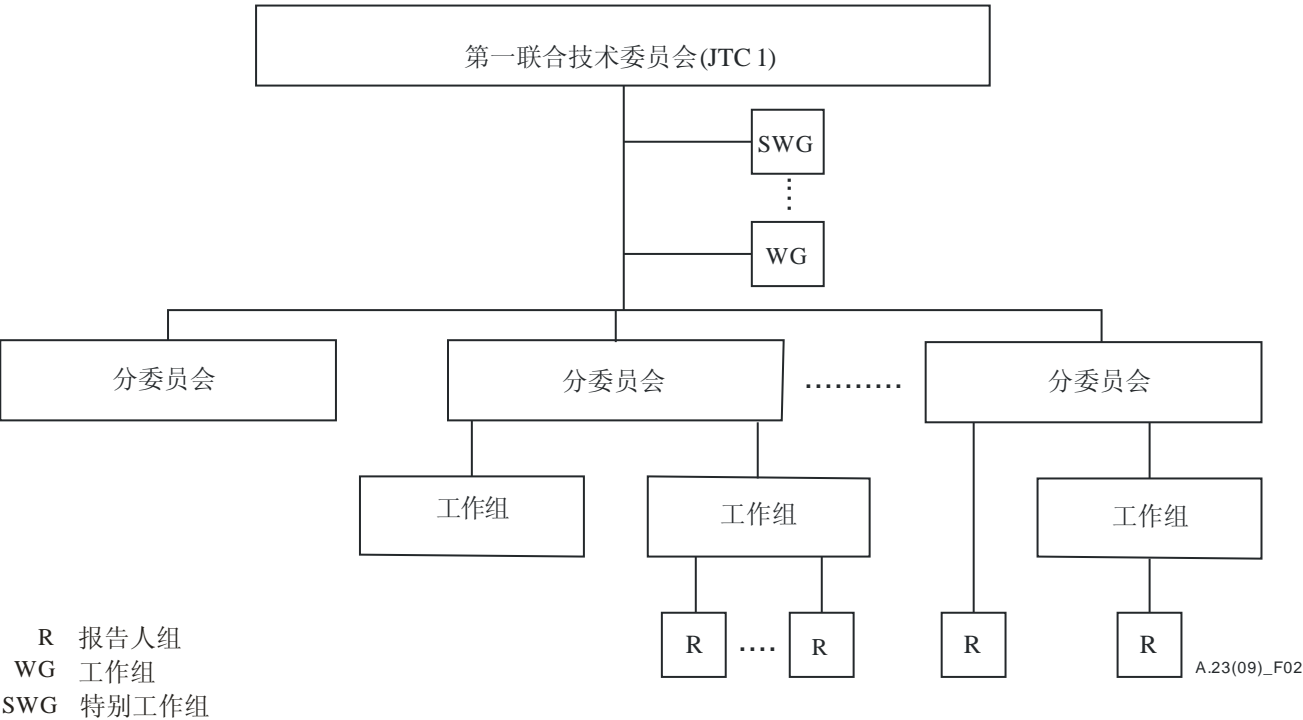 第一联合技术委员会(JTC 1)
SWG
WG
分委员会
分委员会
..........
分委员会
工作组
工作组
工作组
R
....
R
R
R
R 报告人组
WG 工作组
SWG 特别工作组
A.23(09)_F02